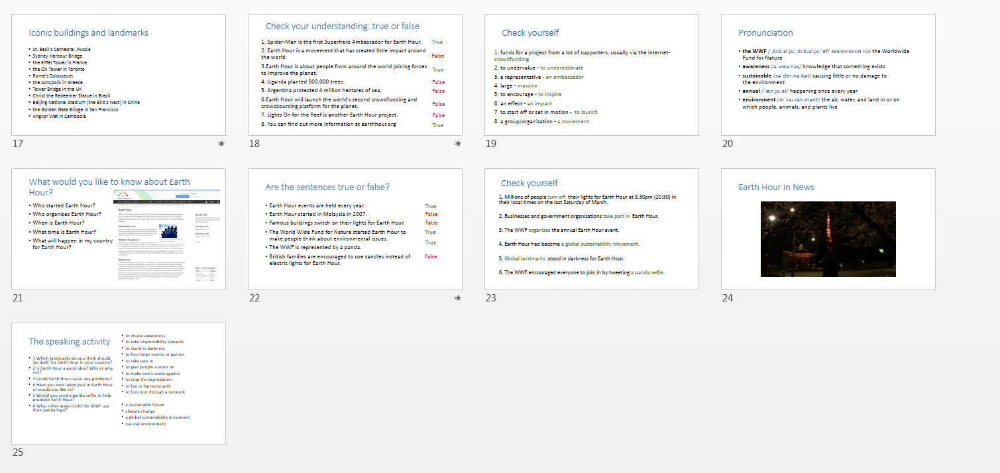 Iconic buildings and landmarks
• St. Basil's Cathedral, Russia
• Sydney Harbour Bridge
• the Eiffel Tower in France
• the CN Tower in Toronto
• Rome's Colosseum
• the Acropolis in Greece
• Tower Bridge in the UK
• Christ the Redeemer Statue in Brazil
• Beijing National Stadium (the Bird's Nest) in China
• the Golden Gate Bridge in San Francisco
• Angkor Wat in Cambodia
17
Check your understanding: true or false
1. Spider-Man is the first Superhero Ambassador for Earth Hour. True
2. Earth Hour is a movement that has created little impact around
the world. False
3.Earth Hour is about people from around the world joining forces
to improve the planet. True
4. Uganda planted 500,000 trees. False
5. Argentina protected 4 million hectares of sea. False
6.Earth Hour will launch the world's second crowdfunding and
crowdsourcing platform for the planet. False
7. Lights On for the Reef is another Earth Hour project. False
8. You can find out more information at earthhour.org True
18
Check yourself
1. funds for a project from a lot of supporters, usually via the internet-
crowdfunding
2. to undervalue - to underestimate
3. a representative - an ambassador
4. large - massive
5. to encourage - to inspire
6. an effect - an impact
7. to start off or set in motion - to launch
8. a group/organization - a movement
19
Pronunciation
• the WWF /ˌdʌb.əl.juːˌdʌb.əl.juːˈef/ ABBREVIATION FOR the Worldwide
Fund for Nature
• awareness /əˈweə.nəs/ knowledge that something exists
• sustainable /səˈsteɪ.nə.bəl/ causing little or no damage to
the environment
• annual /ˈæn.ju.əl/ happening once every year
• environment /ɪnˈvaɪ.rən.mənt/ the air, water, and land in or on
which people, animals, and plants live
20
What would you like to know about Earth
Hour?
• Who started Earth Hour?
• Who organises Earth Hour?
• When is Earth Hour?
• What time is Earth Hour?
• What will happen in my country
for Earth Hour?
Earth Hour
About Earth Hour
What Do People Do?
Background
Quick Facts
21
Are the sentences true or false?
• Earth Hour events are held every year. True
• Earth Hour started in Malaysia in 2007. False
• Famous buildings switch on their lights for Earth Hour. False
• The World Wide Fund for Nature started Earth Hour to True
make people think about environmental issues.
• The WWF is represented by a panda. True
• British families are encouraged to use candles instead of False
electric lights for Earth Hour.
22
Check yourself
1. Millions of people turn off their lights for Earth Hour at 8.30pm (20:30) in
their local times on the last Saturday of March.
2. Businesses and government organizations take part in Earth Hour.
3. The WWF organizes the annual Earth Hour event.
4. Earth Hour had become a global sustainability movement.
5. Global landmarks stood in darkness for Earth Hour.
6. The WWF encouraged everyone to join in by tweeting a panda selfie.
23
Earth Hour in News
24
The speaking activity
• 1 Which landmarks do you think should
'go dark' for Earth Hour in your country?
• 2 Is Earth Hour a good idea? Why or why
not?
• 3 Could Earth Hour cause any problems?
• 4 Have you ever taken part in Earth Hour
or would you like to?
• 5 Would you send a panda selfie to help
promote Earth Hour?
• 6 What other ways could the WWF use
their panda logo?
• to create awareness
• to take responsibility towards
• to stand in darkness
• to host large events or parties
• to take part in
• to give people a voice on
• to make one's stand against
• to stop the degradation
• to live in harmony with
• to function through a network
• a sustainable future
• climate change
• a global sustainability movement
• natural environment
25